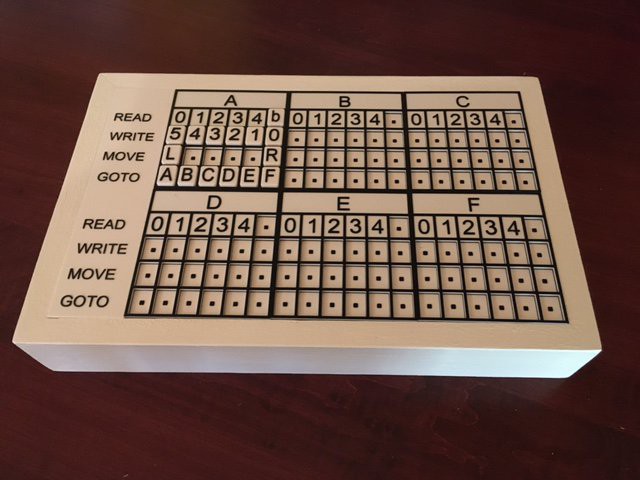 A B C
READ 0 1 2 3 4 b 0 1 2 3 4 0 1 2 3 4
WRITE 5 4 3 2 1 0
MOVE L R
GOTO A B C D E F
D E F
READ 0 1 2 3 4 0 1 2 3 4 0 1 2 3 4
WRITE
MOVE
GOTO